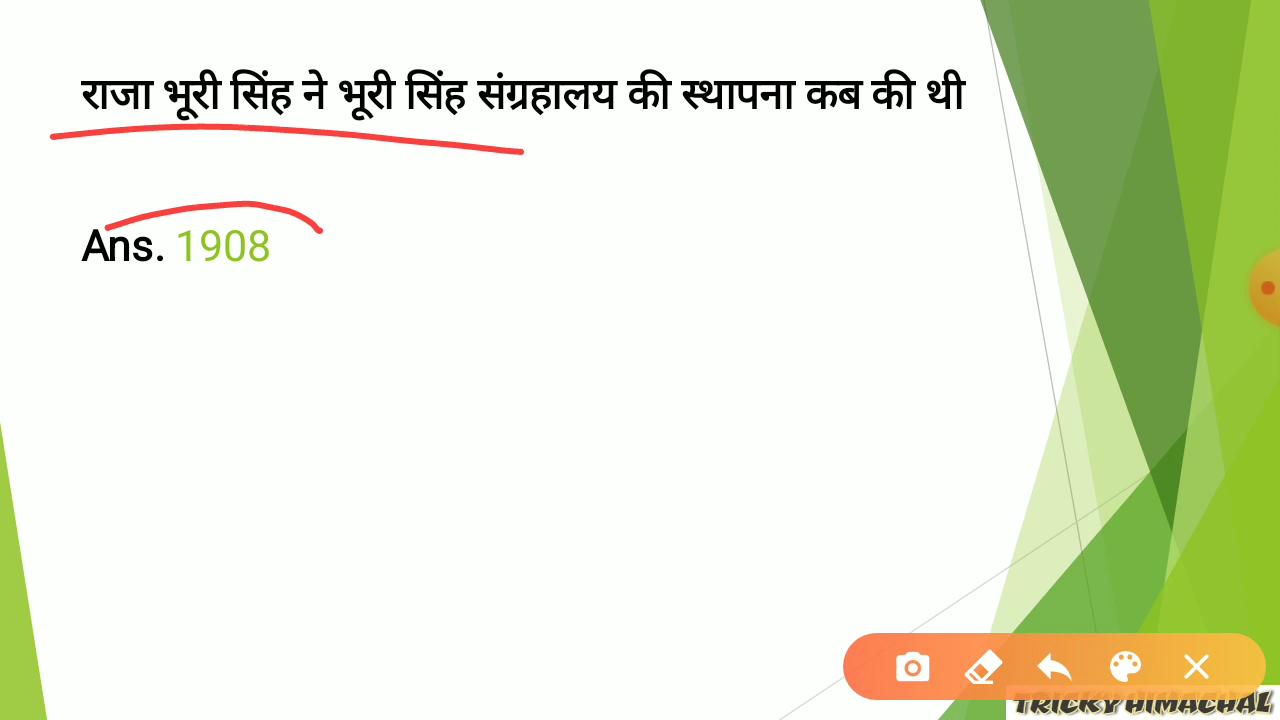 राजा भूरी सिंह ने भूरी सिंह संग्रहालय की स्थापना कब की थी
Ans. 1908
TRICKY HIMACHAL